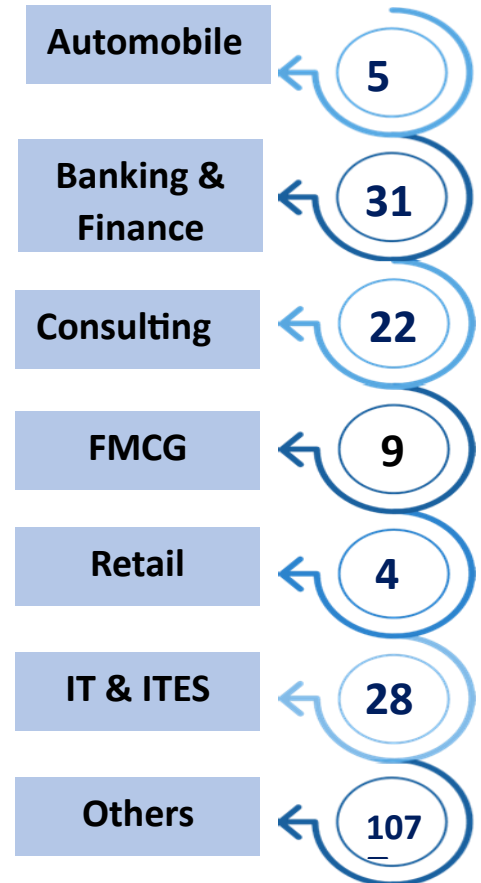 Automobile
5
Banking &
Finance
31
Consulting
22
FMCG
9
Retail
4
IT & ITES
28
Others
107